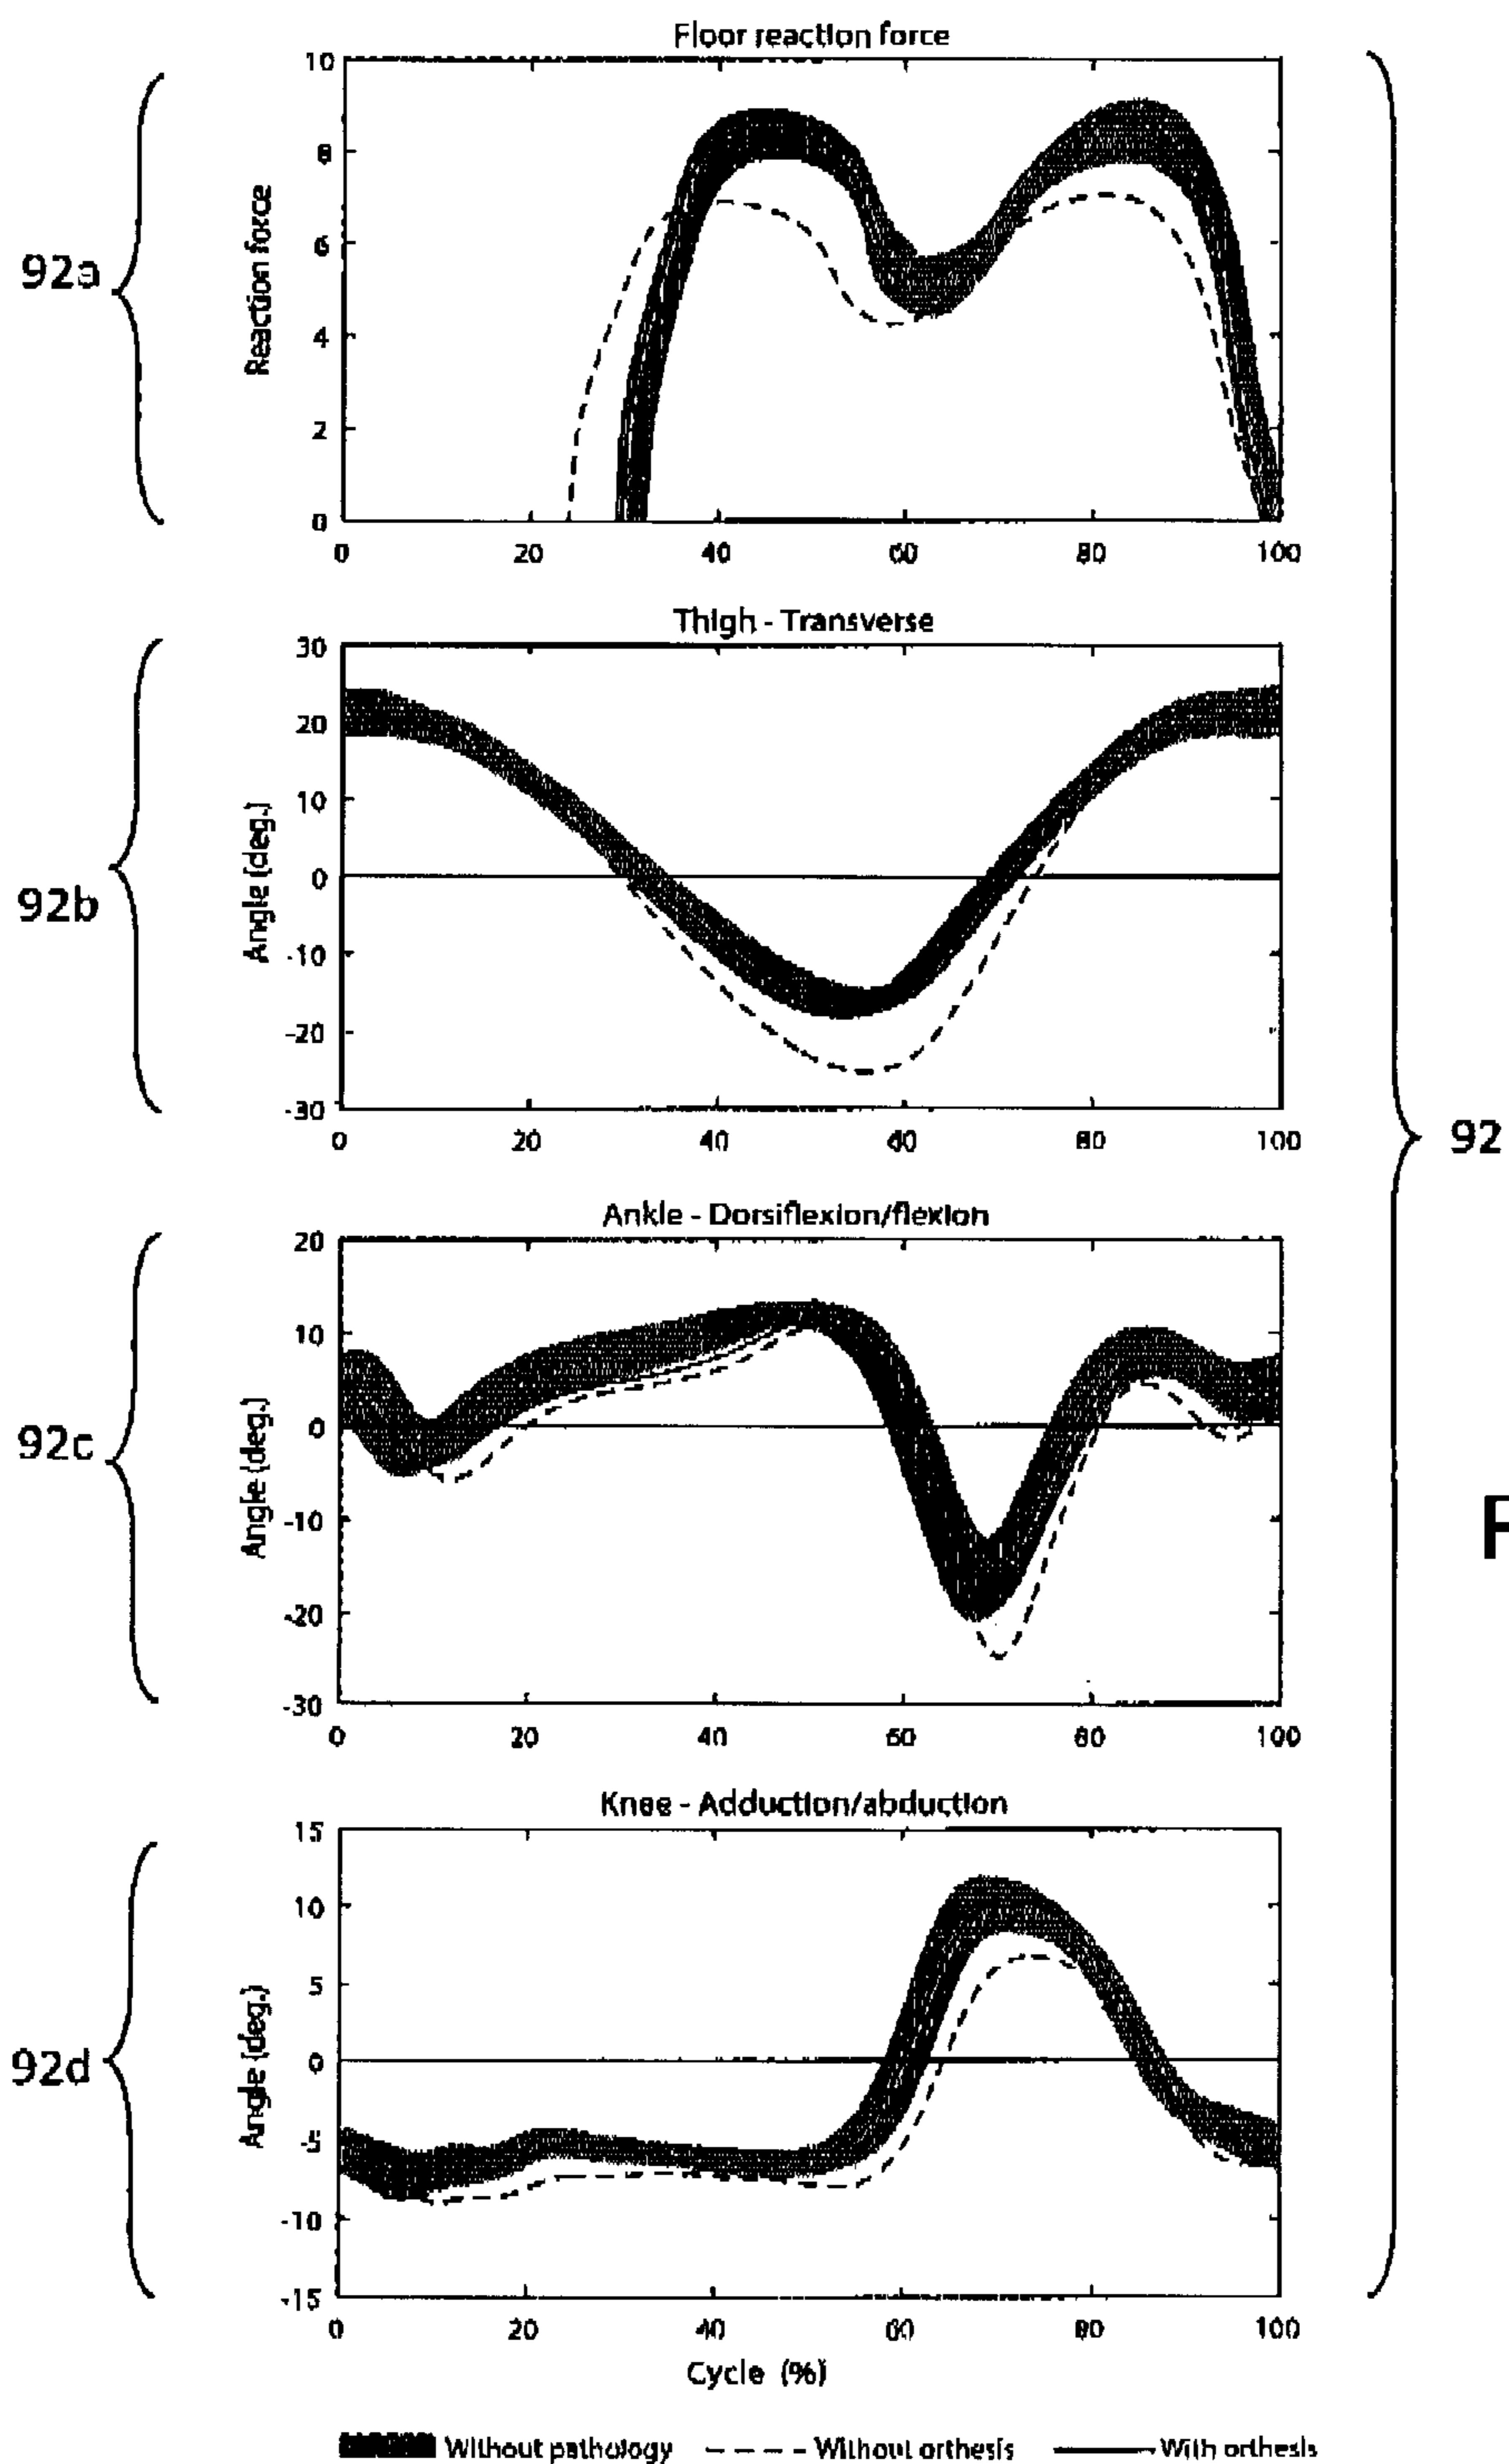 Floor reaction force
10
8
6
4
2
0
Reaction force
92a
0 20 40 60 80 100
Thigh - Transverse
30
20
10
0
-10
-20
-30
Angle (deg.)
92b
0 20 40 60 80 100
92
Ankle - Dorsiflexion/flexion
20
10
0
-10
-20
-30
Angle (deg.)
92c
0 20 40 60 80 100
F
Knee - Adduction/abduction
15
10
5
0
-5
-10
-15
Angle (deg.)
92d
0 20 40 60 80 100
Cycle (%)
Without pathology Without orthesis With orthesis